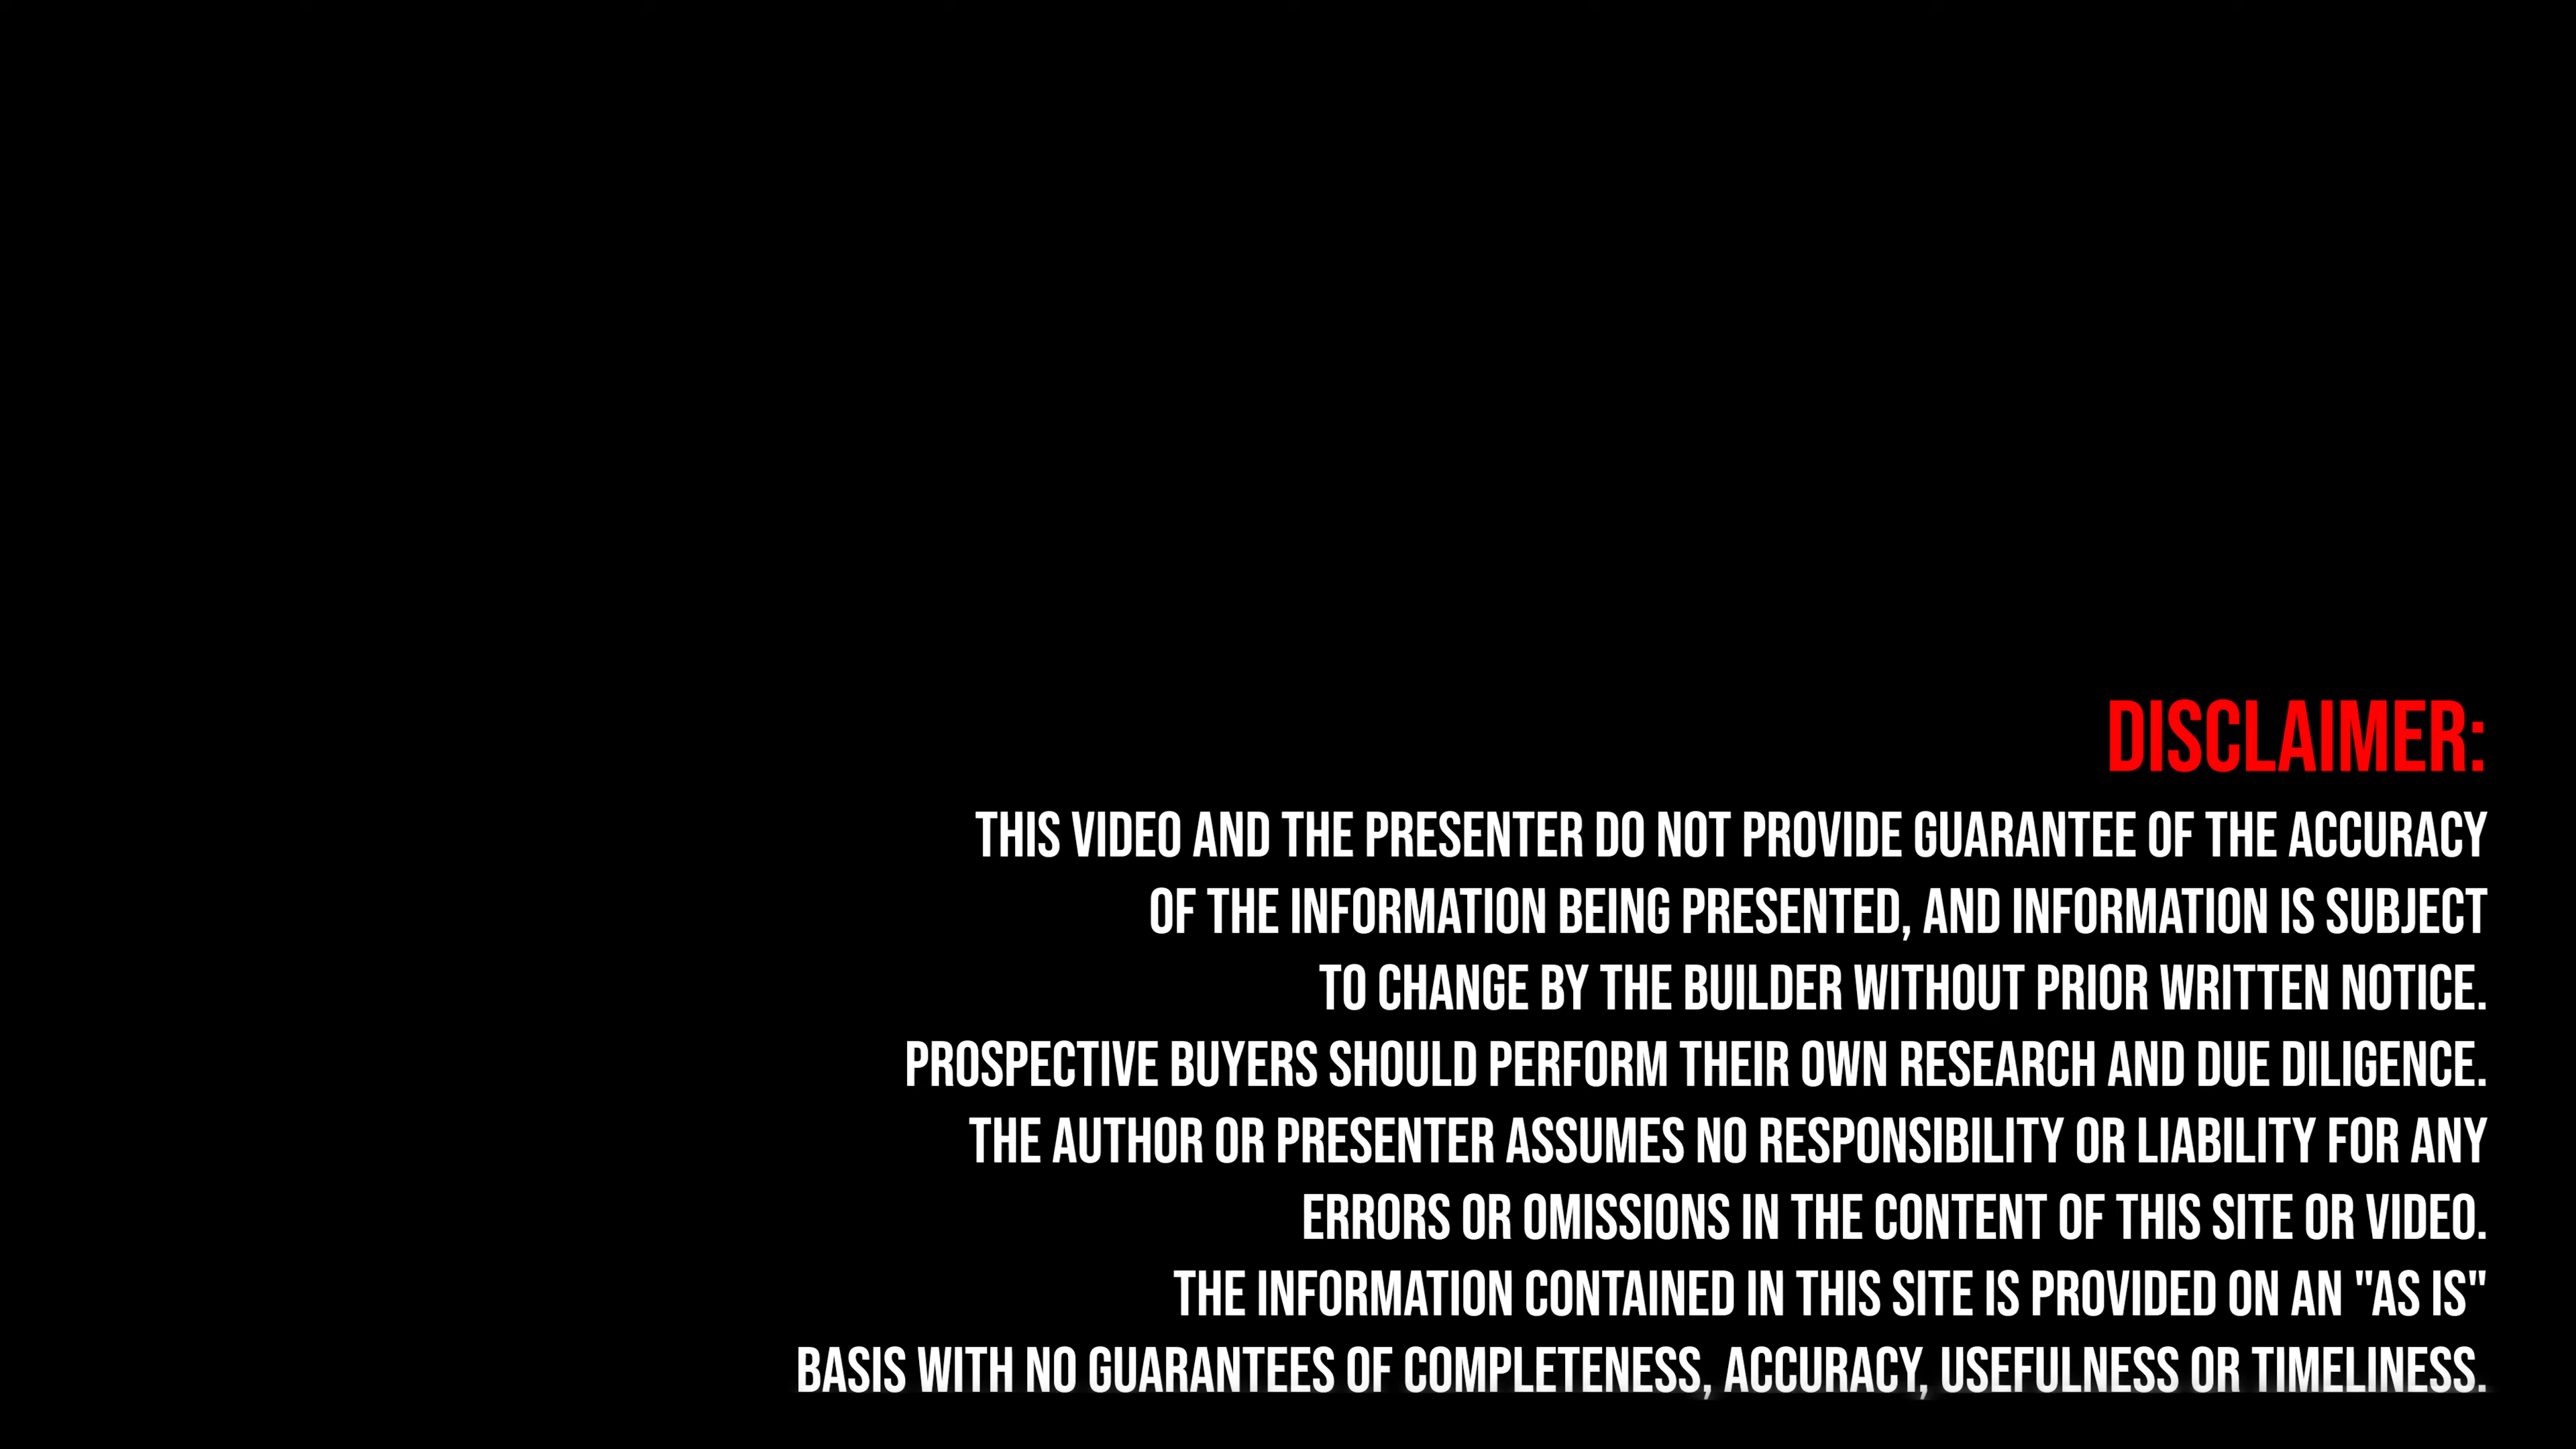 DISCLAIMER:
THIS VIDEO AND THE PRESENTER DO NOT PROVIDE GUARANTEE OF THE ACCURACY
OF THE INFORMATION BEING PRESENTED, AND INFORMATION IS SUBJECT
TO CHANGE BY THE BUILDER WITHOUT PRIOR WRITTEN NOTICE.
PROSPECTIVE BUYERS SHOULD PERFORM THEIR OWN RESEARCH AND DUE DILIGENCE.
THE AUTHOR OR PRESENTER ASSUMES NO RESPONSIBILITY OR LIABILITY FOR ANY
ERRORS OR OMISSIONS IN THE CONTENT OF THIS SITE OR VIDEO.
THE INFORMATION CONTAINED IN THIS SITE IS PROVIDED ON AN "AS IS"
BASIS WITH NO GUARANTEES OF COMPLETENESS, ACCURACY, USEFULNESS OR TIMELINESS.